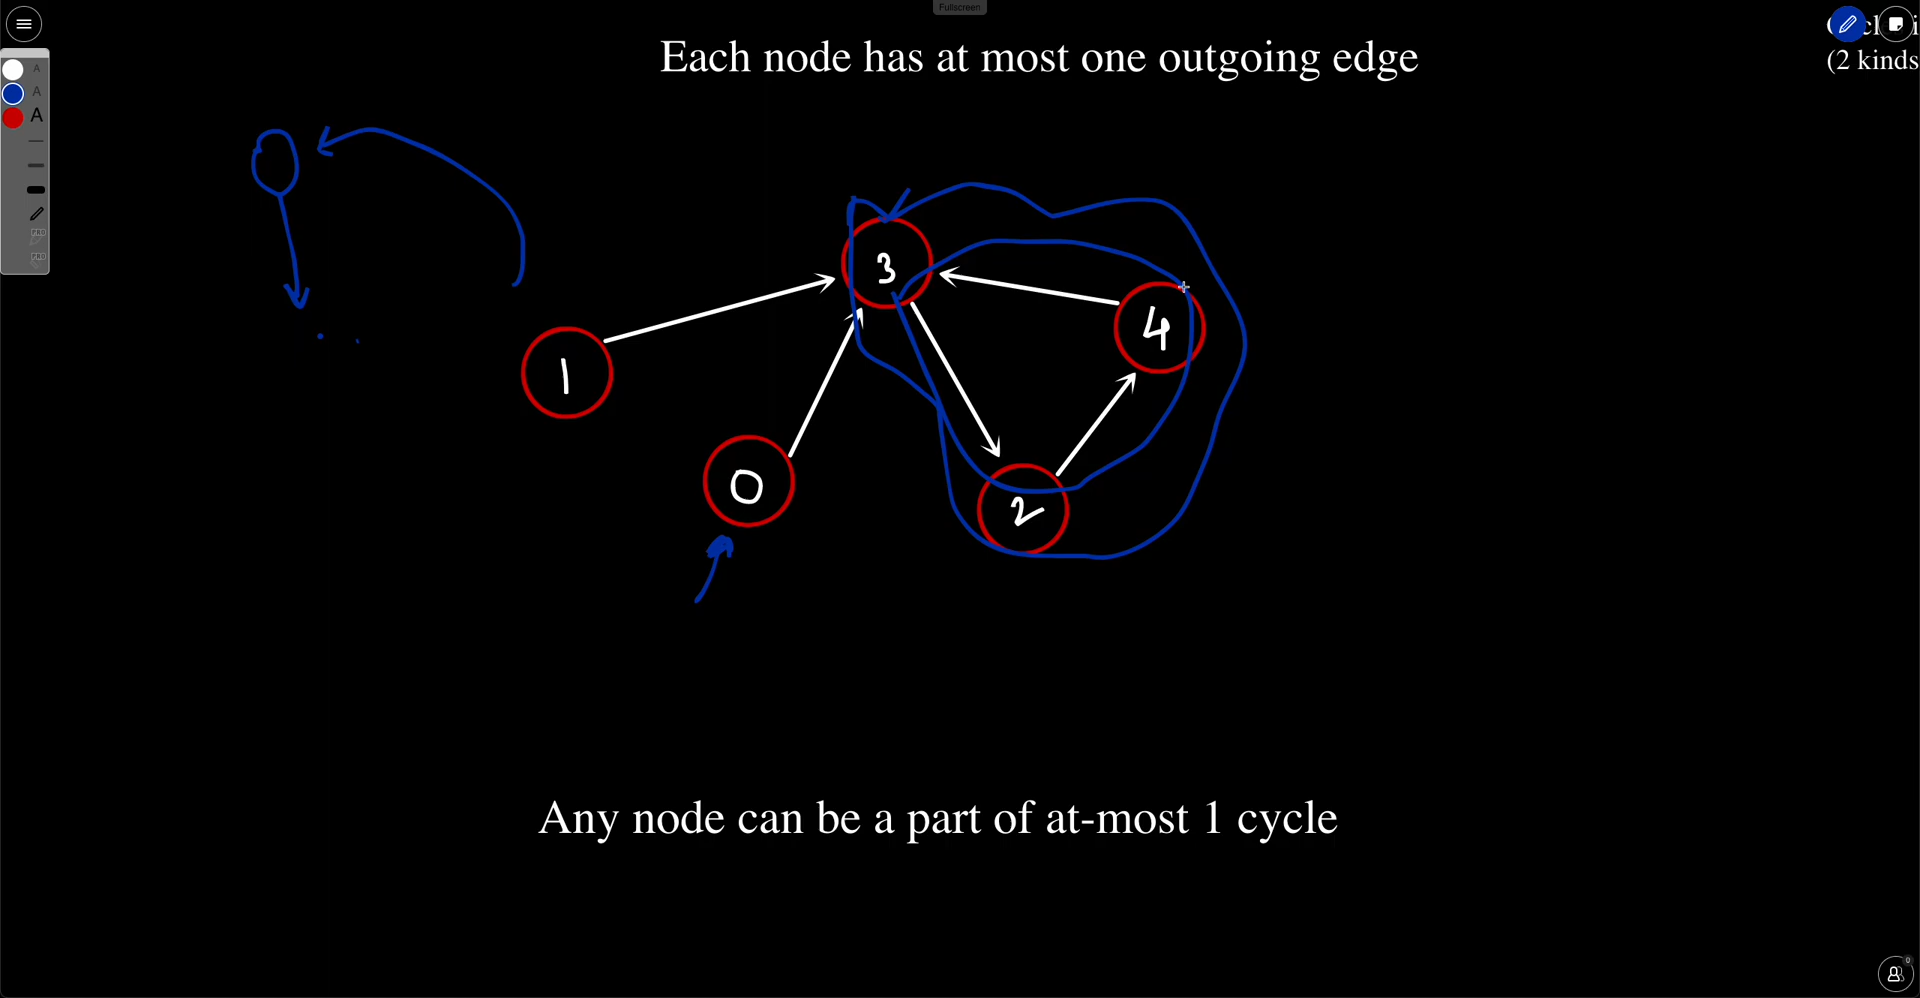 Fullscreen
Each node has at most one outgoing edge
(2 kinds
A
A
A
3
4
1
0
2
Any node can be a part of at-most 1 cycle
0